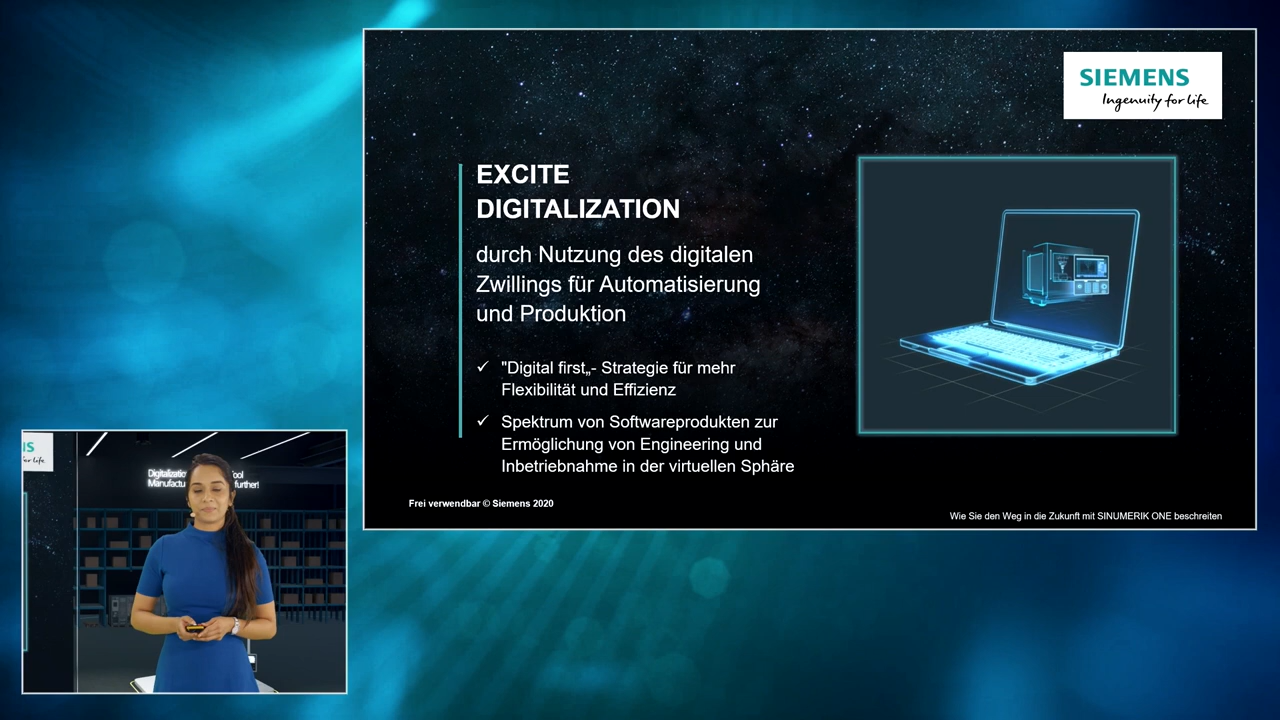 SIEMENS
Ingenuity for life
EXCITE
DIGITALIZATION
durch Nutzung des digitalen
Zwillings für Automatisierung
und Produktion
✓ "Digital first„- Strategie für mehr
Flexibilität und Effizienz
✓ Spektrum von Softwareprodukten zur
Ermöglichung von Engineering und
Inbetriebnahme in der virtuellen Sphäre
Frei verwendbar © Siemens 2020
Wie Sie den Weg in die Zukunft mit SINUMERIK ONE beschreiten
for life
further!